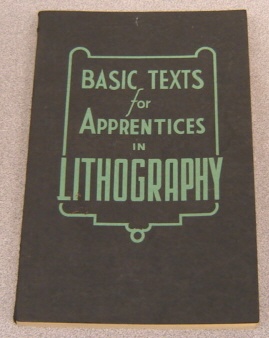 BASIC TEXTS
for
APPRENTICES
IN
LITHOGRAPHY